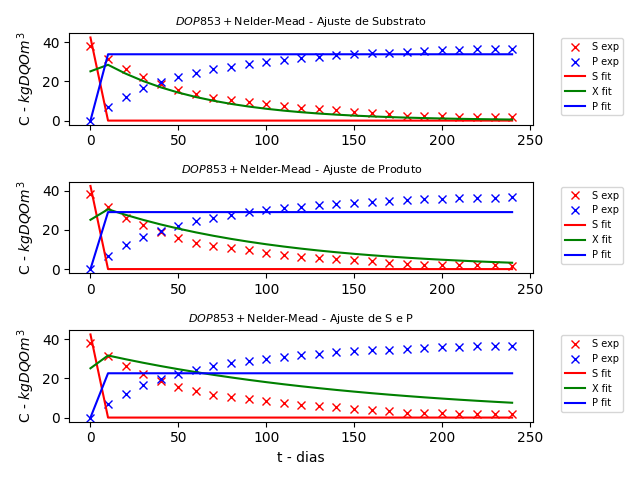 DOP853 + Nelder-Mead - Ajuste de Substrato
C - kgDQOm³
40
20
0
0
50
100
150
200
250
S exp
P exp
S fit
X fit
P fit
DOP853 + Nelder-Mead - Ajuste de Produto
C - kgDQOm³
40
20
0
0
50
100
150
200
250
S exp
P exp
S fit
X fit
P fit
DOP853 + Nelder-Mead - Ajuste de S e P
C - kgDQOm³
40
20
0
0
50
100
150
200
250
t - dias
S exp
P exp
S fit
X fit
P fit